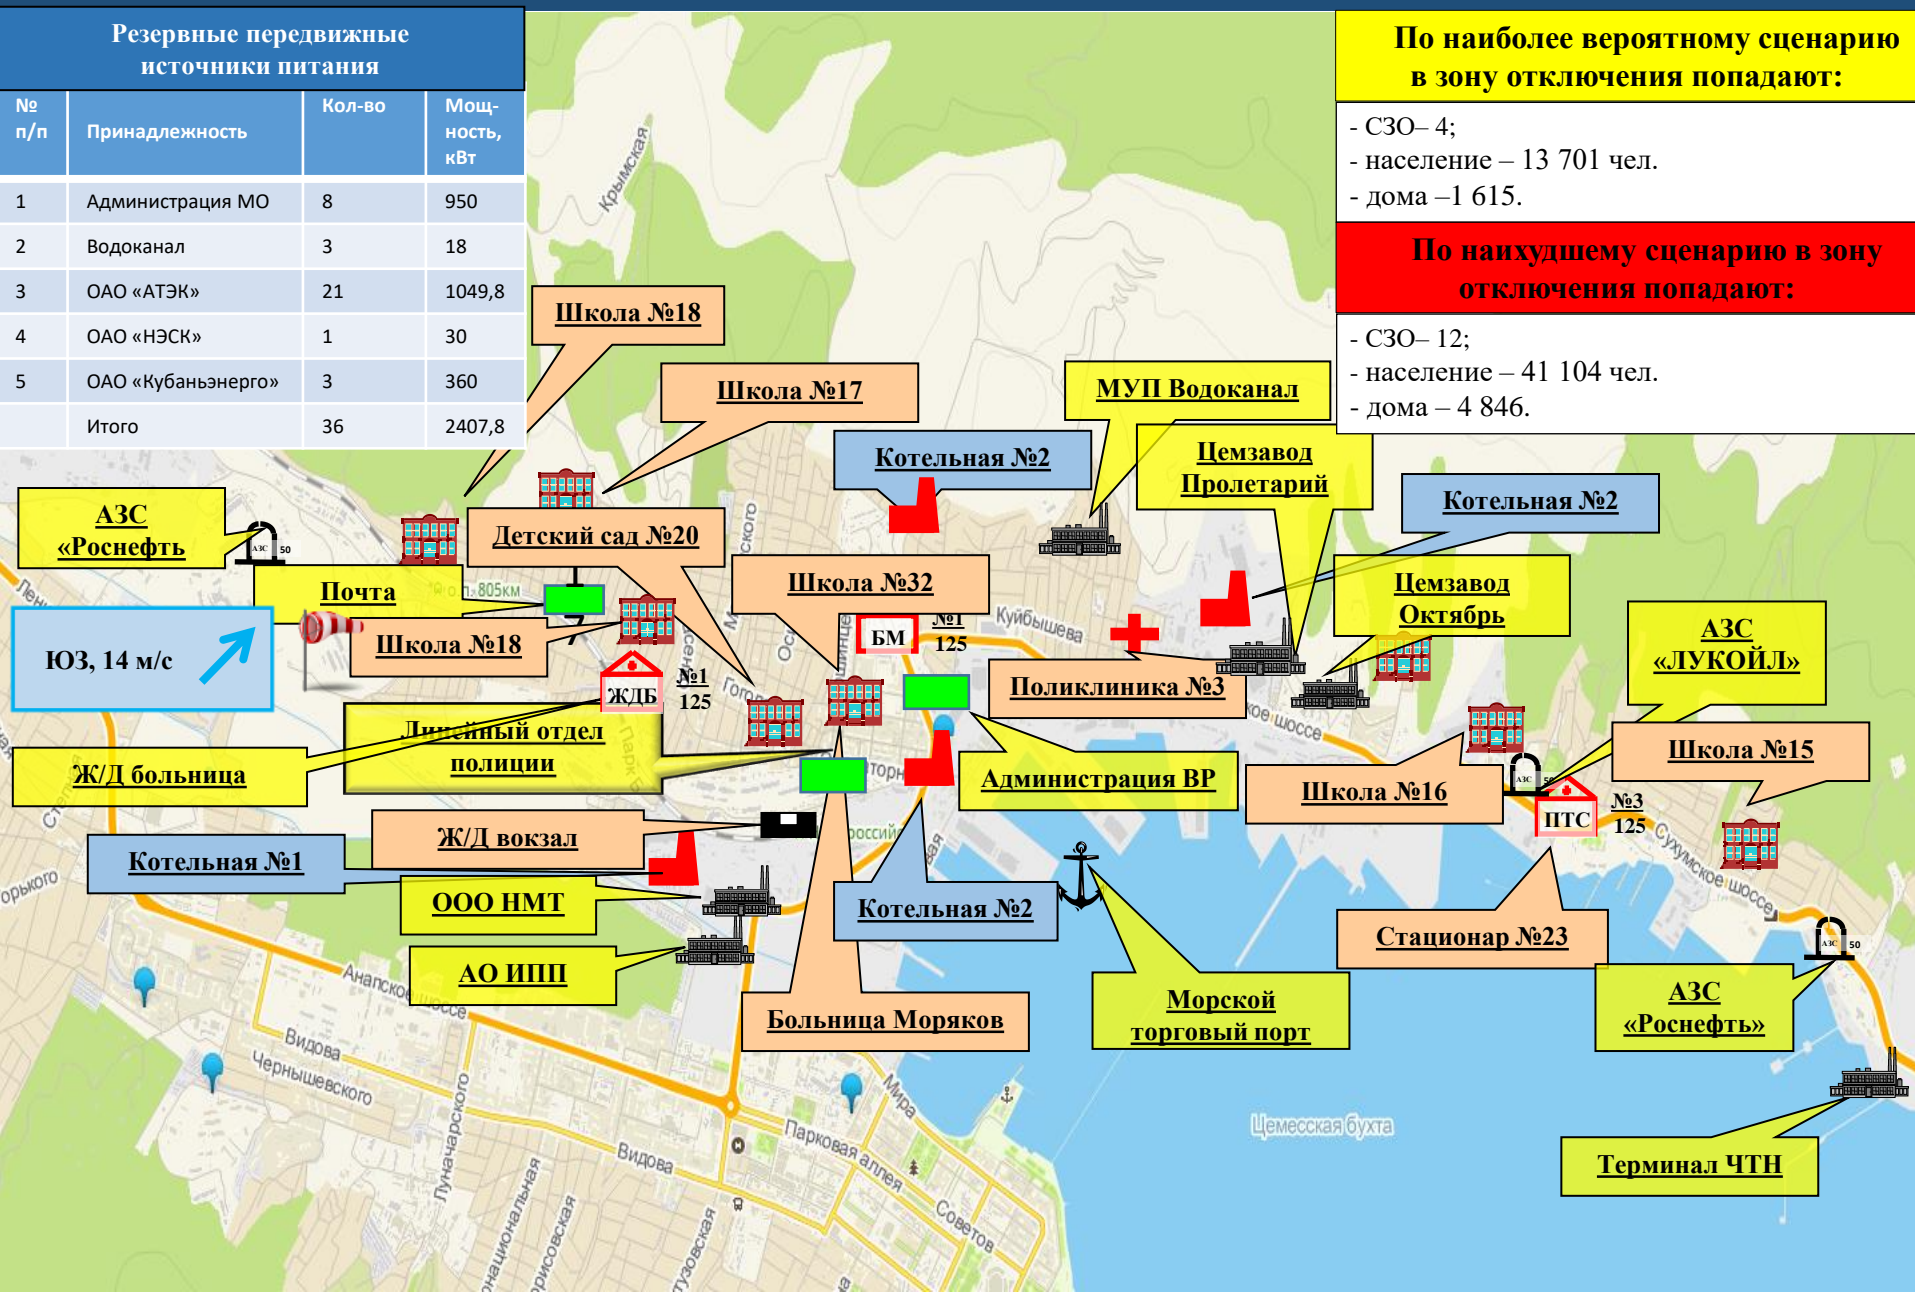 Резервные передвижные
источники питания
№ п/п Принадлежность Кол-во Мощ-ность, кВт
1 Администрация МО 8 950
2 Водоканал 3 18
3 ОАО «АТЭК» 21 1049,8
4 ОАО «НЭСК» 1 30
5 ОАО «Кубаньэнерго» 3 360
Итого 36 2407,8
По наиболее вероятному сценарию
в зону отключения попадают:
- СЗО– 4;
- население – 13 701 чел.
- дома –1 615.
По наихудшему сценарию в зону
отключения попадают:
- СЗО– 12;
- население – 41 104 чел.
- дома – 4 846.
Крымская
Школа №18
Школа №17
МУП Водоканал
Котельная №2
Цемзавод
Пролетарий
Котельная №2
АЗС
«Роснефть
АЗС 50
Детский сад №20
Школа №32
Почта
805км
Цемзавод
Октябрь
ЮЗ, 14 м/с
Школа №18
БМ
№1
125
Куйбышева
АЗС
«ЛУКОЙЛ»
ЖДБ
№1
125
Поликлиника №3
Линейный отдел
полиции
Ж/Д больница
Администрация ВР
Школа №16
Школа №15
АЗС 50
ПТС
№3
125
Ж/Д вокзал
Котельная №1
Сухумское шоссе
ООО НМТ
Котельная №2
Стационар №23
АЗС 50
АО ИПП
Анапское шоссе
Больница Моряков
Морской
торговый порт
АЗС
«Роснефть»
Видова
Чернышевского
Луначарского
Мира
Парковая аллея
Видова
Советов
Цемесская бухта
Терминал ЧТН